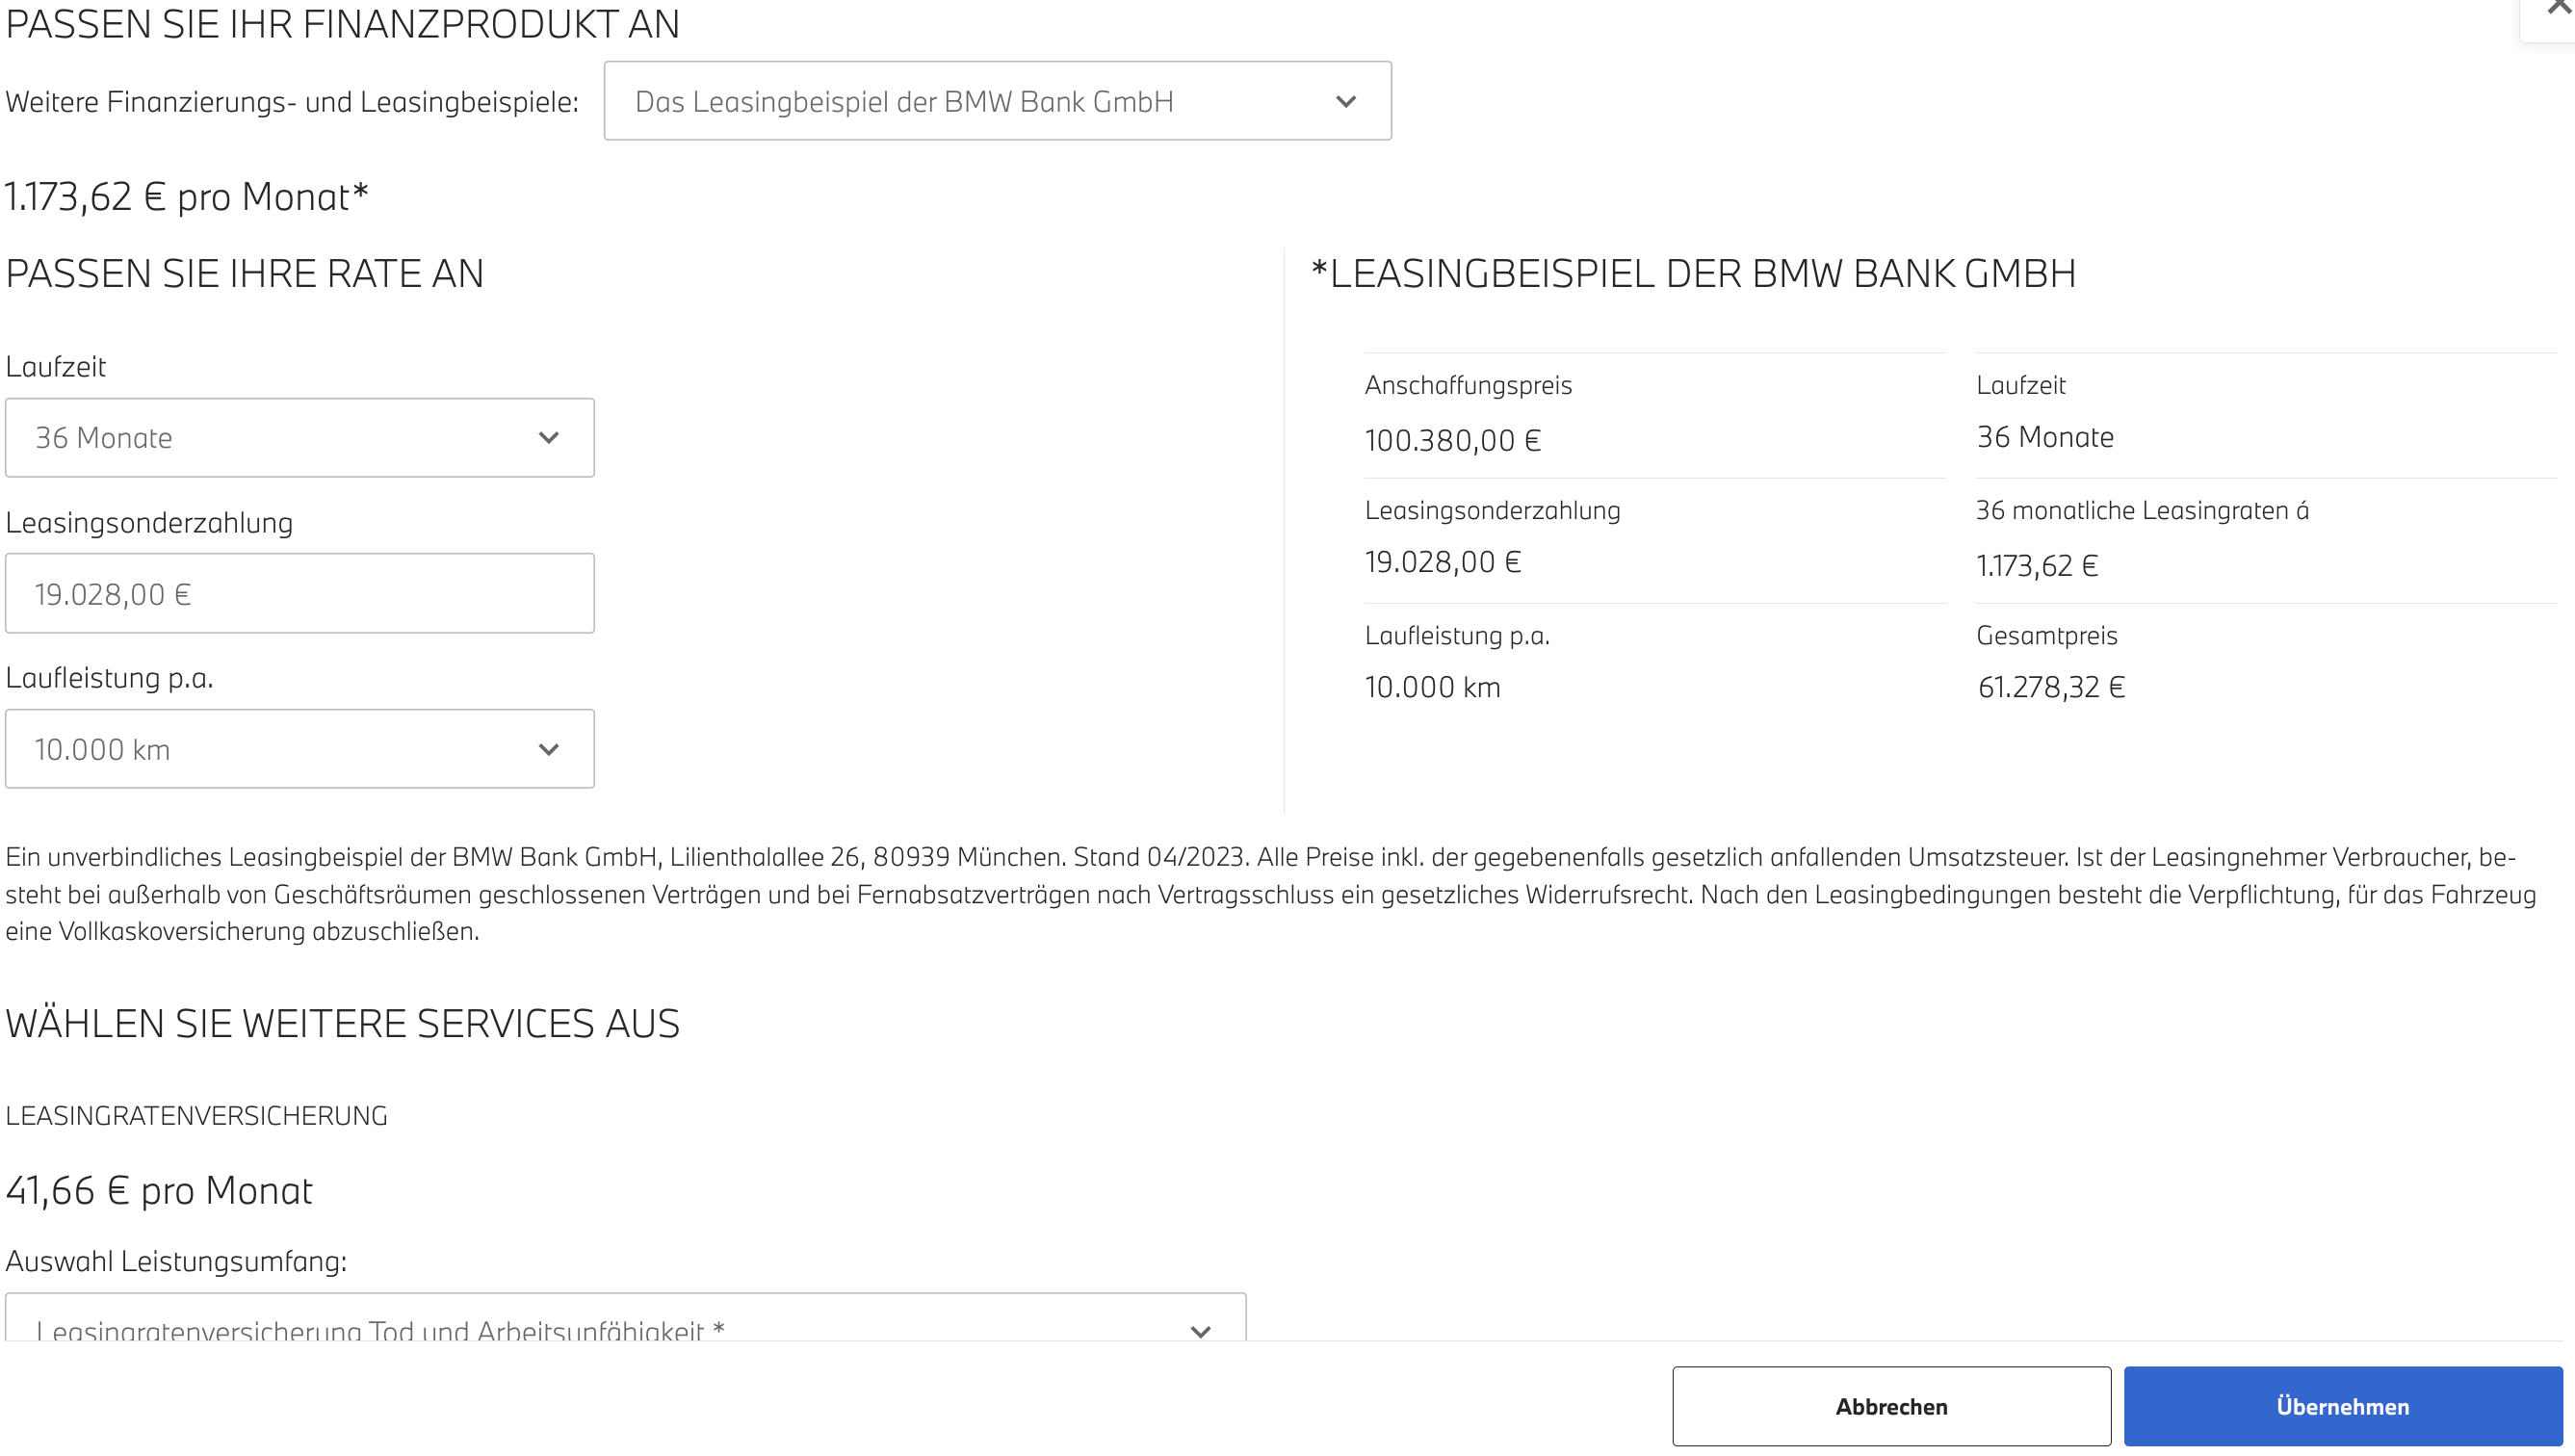 PASSEN SIE IHR FINANZPRODUKT AN
Weitere Finanzierungs- und Leasingbeispiele:
Das Leasingbeispiel der BMW Bank GmbH
1.173,62 € pro Monat*
PASSEN SIE IHRE RATE AN
Laufzeit
36 Monate
Leasingsonderzahlung
19.028,00 €
Laufleistung p.a.
10.000 km
*LEASINGBEISPIEL DER BMW BANK GMBH
Anschaffungspreis
100.380,00 €
Laufzeit
36 Monate
Leasingsonderzahlung
19.028,00 €
36 monatliche Leasingraten á
1.173,62 €
Laufleistung p.a.
10.000 km
Gesamtpreis
61.278,32 €
Ein unverbindliches Leasingbeispiel der BMW Bank GmbH, Lilienthalallee 26, 80939 München. Stand 04/2023. Alle Preise inkl. der gegebenenfalls gesetzlich anfallenden Umsatzsteuer. Ist der Leasingnehmer Verbraucher, be-
steht bei außerhalb von Geschäftsräumen geschlossenen Verträgen und bei Fernabsatzverträgen nach Vertragsschluss ein gesetzliches Widerrufsrecht. Nach den Leasingbedingungen besteht die Verpflichtung, für das Fahrzeug
eine Vollkaskoversicherung abzuschließen.
WÄHLEN SIE WEITERE SERVICES AUS
LEASINGRATENVERSICHERUNG
41,66 € pro Monat
Auswahl Leistungsumfang:
Leasingratenversicherung Tod und Arbeitsunfähigkeit *
Abbrechen
Übernehmen